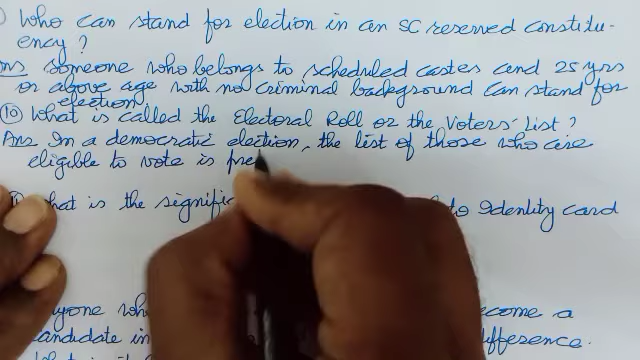 Who can stand for election in an SC reserved constitu-
ency?
Ans Someone who belongs to scheduled castes and 25 yrs
or above age with no criminal background can stand for
election.
10 What is called the Electoral Roll or the Voters' List?
Ans In a democratic election, the list of those who are
eligible to vote is pre
hat is the signific to Identity card
yone wh ecome a
candidate in ifference.